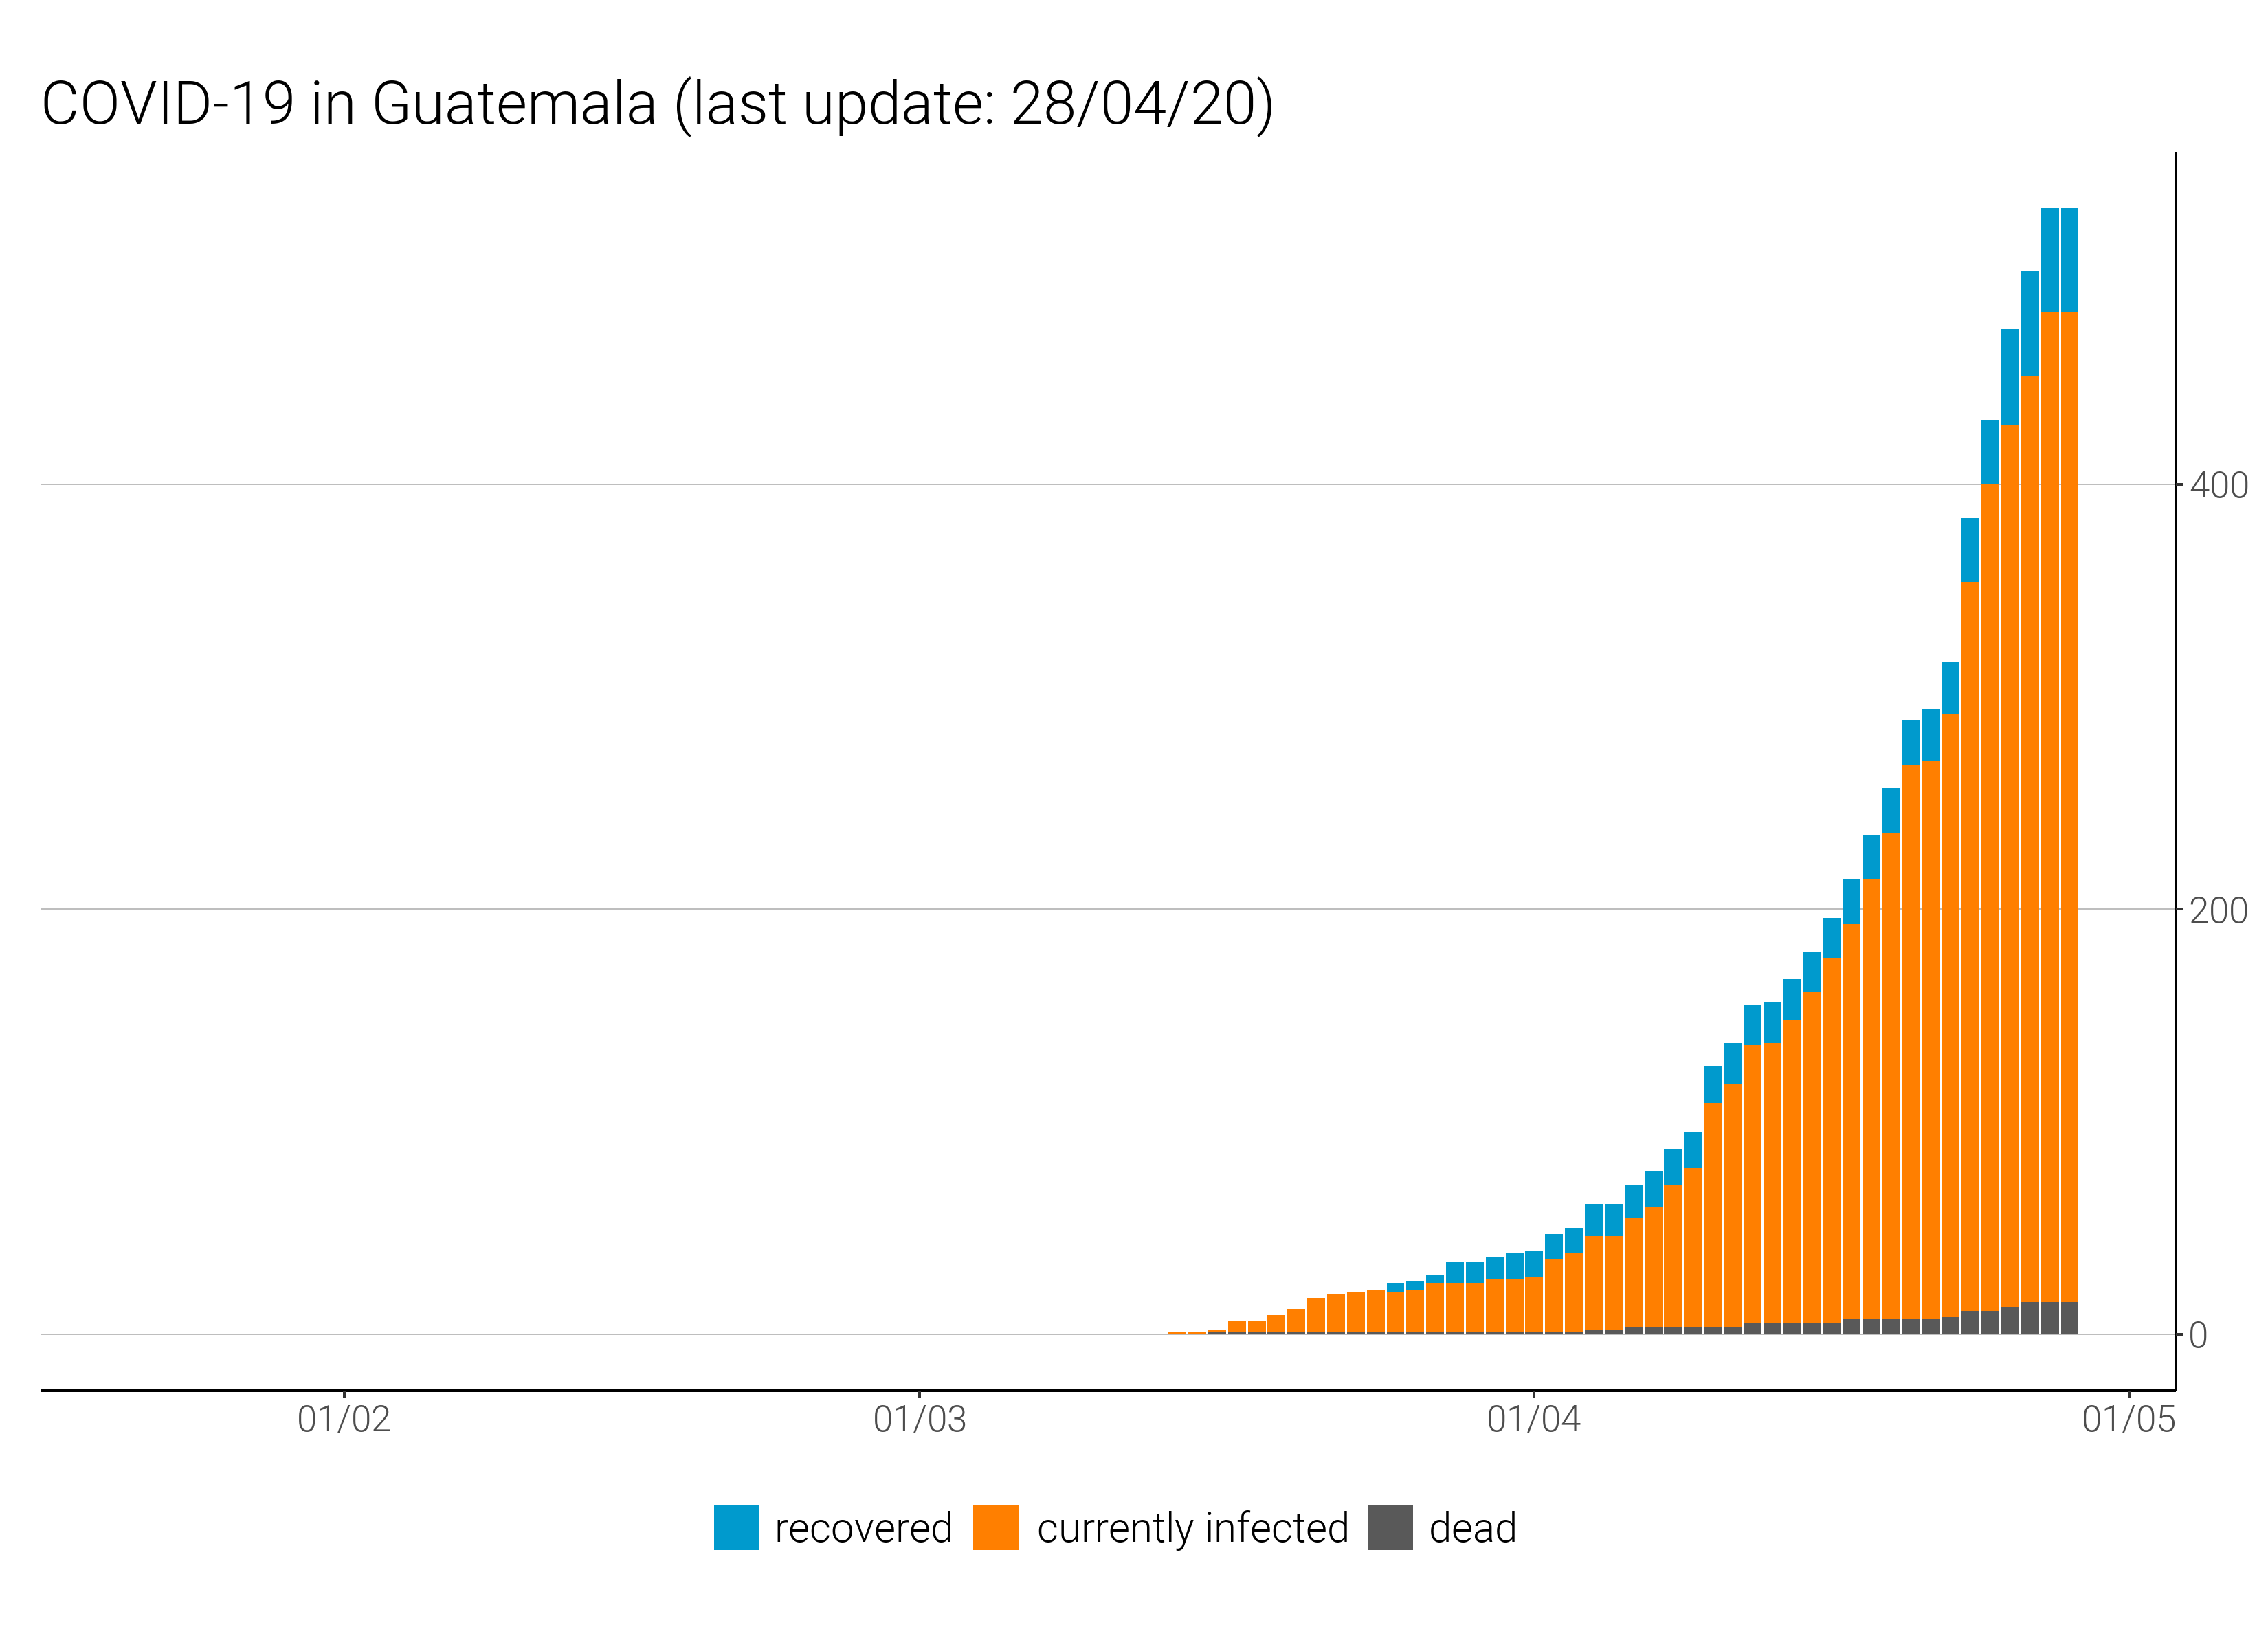 COVID-19 in Guatemala (last update: 28/04/20)
400
200
0
01/02 01/03 01/04 01/05
recovered currently infected dead